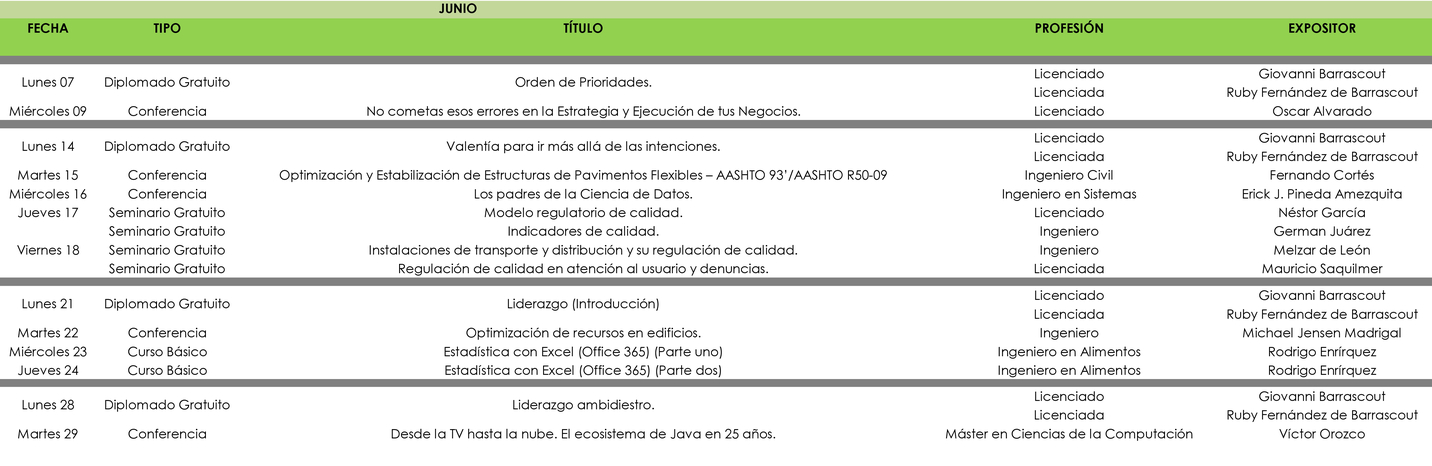 JUNIO
FECHA TIPO TÍTULO PROFESIÓN EXPOSITOR
Lunes 07 Diplomado Gratuito Orden de Prioridades. Licenciado Giovanni Barrascout
Licenciada Ruby Fernández de Barrascout
Miércoles 09 Conferencia No cometas esos errores en la Estrategia y Ejecución de tus Negocios. Licenciado Oscar Alvarado
Lunes 14 Diplomado Gratuito Valentía para ir más allá de las intenciones. Licenciado Giovanni Barrascout
Licenciada Ruby Fernández de Barrascout
Martes 15 Conferencia Optimización y Estabilización de Estructuras de Pavimentos Flexibles – AASHTO 93'/AASHTO R50-09 Ingeniero Civil Fernando Cortés
Miércoles 16 Conferencia Los padres de la Ciencia de Datos. Ingeniero en Sistemas Erick J. Pineda Amezquita
Jueves 17 Seminario Gratuito Modelo regulatorio de calidad. Licenciado Néstor García
Seminario Gratuito Indicadores de calidad. Ingeniero German Juárez
Viernes 18 Seminario Gratuito Instalaciones de transporte y distribución y su regulación de calidad. Ingeniero Melzar de León
Seminario Gratuito Regulación de calidad en atención al usuario y denuncias. Licenciada Mauricio Saquilmer
Lunes 21 Diplomado Gratuito Liderazgo (Introducción) Licenciado Giovanni Barrascout
Licenciada Ruby Fernández de Barrascout
Martes 22 Conferencia Optimización de recursos en edificios. Ingeniero Michael Jensen Madrigal
Miércoles 23 Curso Básico Estadística con Excel (Office 365) (Parte uno) Ingeniero en Alimentos Rodrigo Enrírquez
Jueves 24 Curso Básico Estadística con Excel (Office 365) (Parte dos) Ingeniero en Alimentos Rodrigo Enrírquez
Lunes 28 Diplomado Gratuito Liderazgo ambidiestro. Licenciado Giovanni Barrascout
Licenciada Ruby Fernández de Barrascout
Martes 29 Conferencia Desde la TV hasta la nube. El ecosistema de Java en 25 años. Máster en Ciencias de la Computación Víctor Orozco